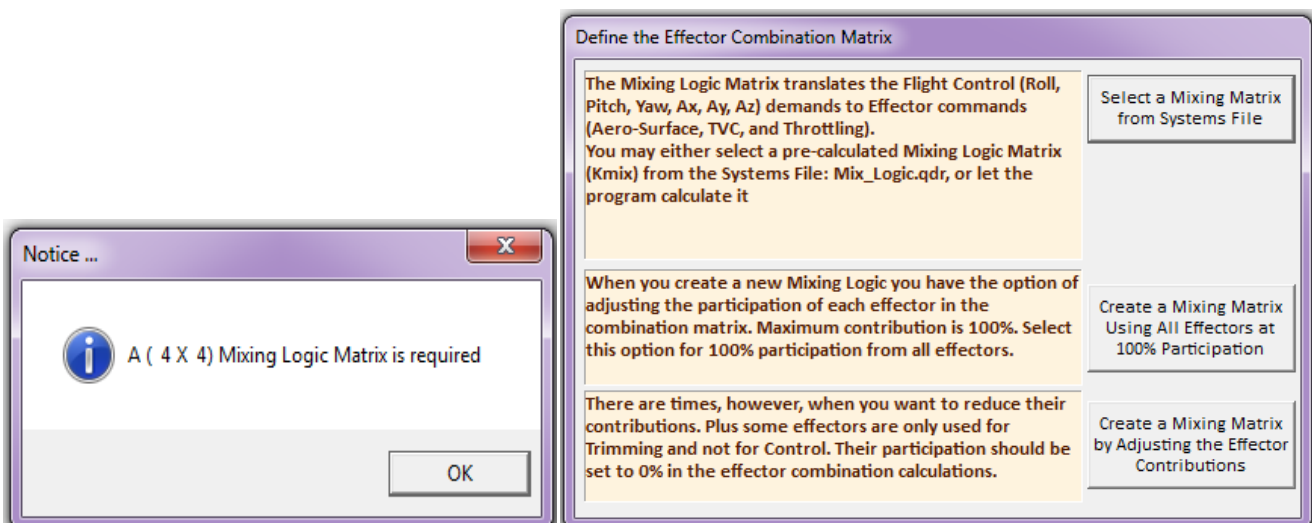 Notice ...
A ( 4 X 4) Mixing Logic Matrix is required
OK
Define the Effector Combination Matrix
The Mixing Logic Matrix translates the Flight Control (Roll,
Pitch, Yaw, Ax, Ay, Az) demands to Effector commands
(Aero-Surface, TVC, and Throttling).
You may either select a pre-calculated Mixing Logic Matrix
(Kmix) from the Systems File: Mix_Logic.qdr, or let the
program calculate it
Select a Mixing Matrix
from Systems File
When you create a new Mixing Logic you have the option of
adjusting the participation of each effector in the
combination matrix. Maximum contribution is 100%. Select
this option for 100% participation from all effectors.
Create a Mixing Matrix
Using All Effectors at
100% Participation
There are times, however, when you want to reduce their
contributions. Plus some effectors are only used for
Trimming and not for Control. Their participation should be
set to 0% in the effector combination calculations.
Create a Mixing Matrix
by Adjusting the Effector
Contributions